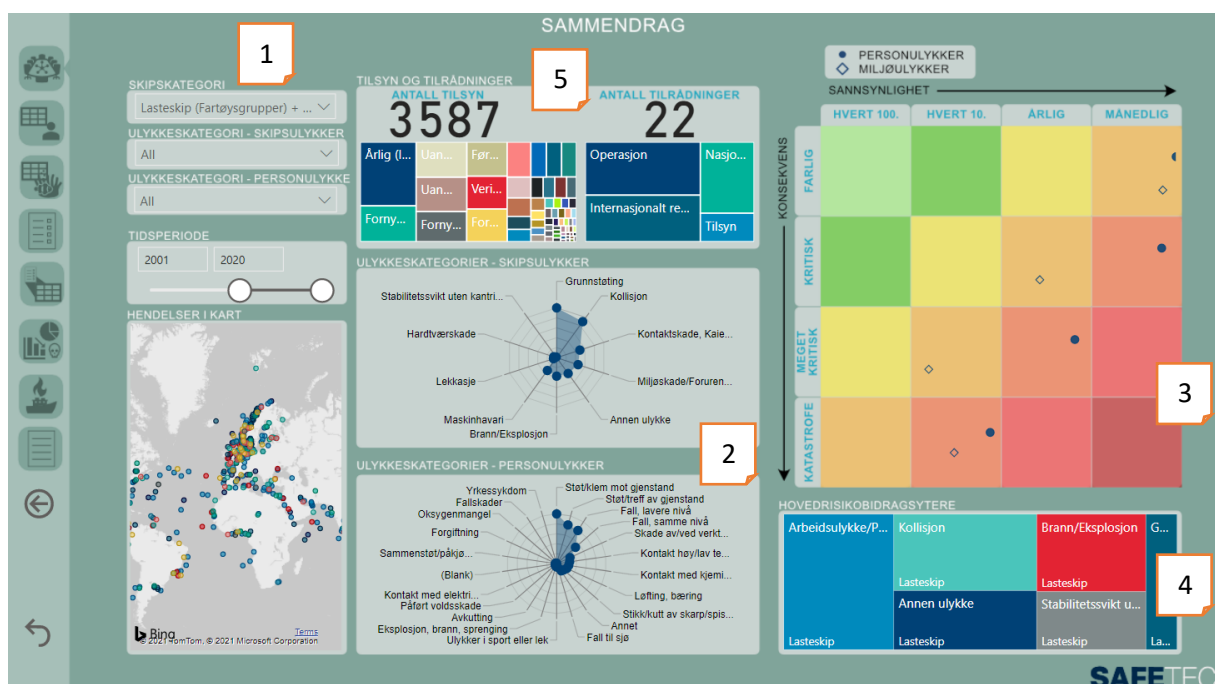 SAMMENDRAG
1
SKIPSKATEGORI
Lasteskip (Fartøysgrupper) + ...
ULYKKESKATEGORI - SKIPSULYKKER
All
ULYKKESKATEGORI - PERSONULYKKE
All
TIDSPERIODE
2001 2020
HENDELSER I KART
Bing
Terms
© 2021 TomTom, © 2021 Microsoft Corporation
TILSYN OG TILRÅDNINGER
5
ANTALL TILSYN
3587
ANTALL TILRÅDNINGER
22
Årlig (I...
Uan...
Før...
Uan...
Veri...
Forny...
Forny...
For...
Operasjon
Nasjo...
Internasjonalt re...
Tilsyn
ULYKKESKATEGORIER - SKIPSULYKKER
Grunnstøting
Kollisjon
Kontaktskade, Kaie...
Miljøskade/Foruren...
Annen ulykke
Brann/Eksplosjon
Maskinhavari
Lekkasje
Hardtværskade
Stabilitetssvikt uten kantri...
2
ULYKKESKATEGORIER - PERSONULYKKER
Støt/klem mot gjenstand
Støt/treff av gjenstand
Fall, lavere nivå
Fall, samme nivå
Skade av/ved verkt...
Kontakt høy/lav te...
Kontakt med kjemi...
Løfting, bæring
Stikk/kutt av skarp/spis...
Annet
Fall til sjø
Ulykker i sport eller lek
Eksplosjon, brann, sprenging
Avkutting
Påført voldsskade
Kontakt med elektri...
(Blank)
Sammenstøt/påkjø...
Forgiftning
Oksygenmangel
Fallskader
Yrkessykdom
PERSONULYKKER
MILJØULYKKER
SANNSYNLIGHET
HVERT 100. HVERT 10. ÅRLIG MÅNEDLIG
KONSEKVENS
FARLIG
KRITISK
MEGET
KRITISK
KATASTROFE
3
HOVEDRISIKOBIDRAGSYTERE
Arbeidsulykke/P...
Lasteskip
Kollisjon
Lasteskip
Annen ulykke
Lasteskip
Brann/Eksplosjon
Lasteskip
Stabilitetssvikt u...
Lasteskip
G...
La...
4
SAFETEC